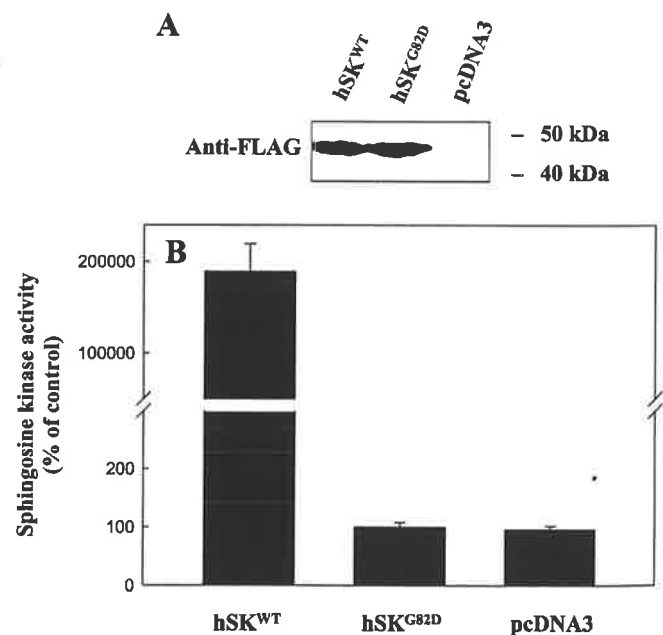 A
hSK^WT hSK^G82D pcDNA3
Anti-FLAG
– 50 kDa
– 40 kDa
B
Sphingosine kinase activity
(% of control)
200000
100000
200
100
0
hSK^WT hSK^G82D pcDNA3